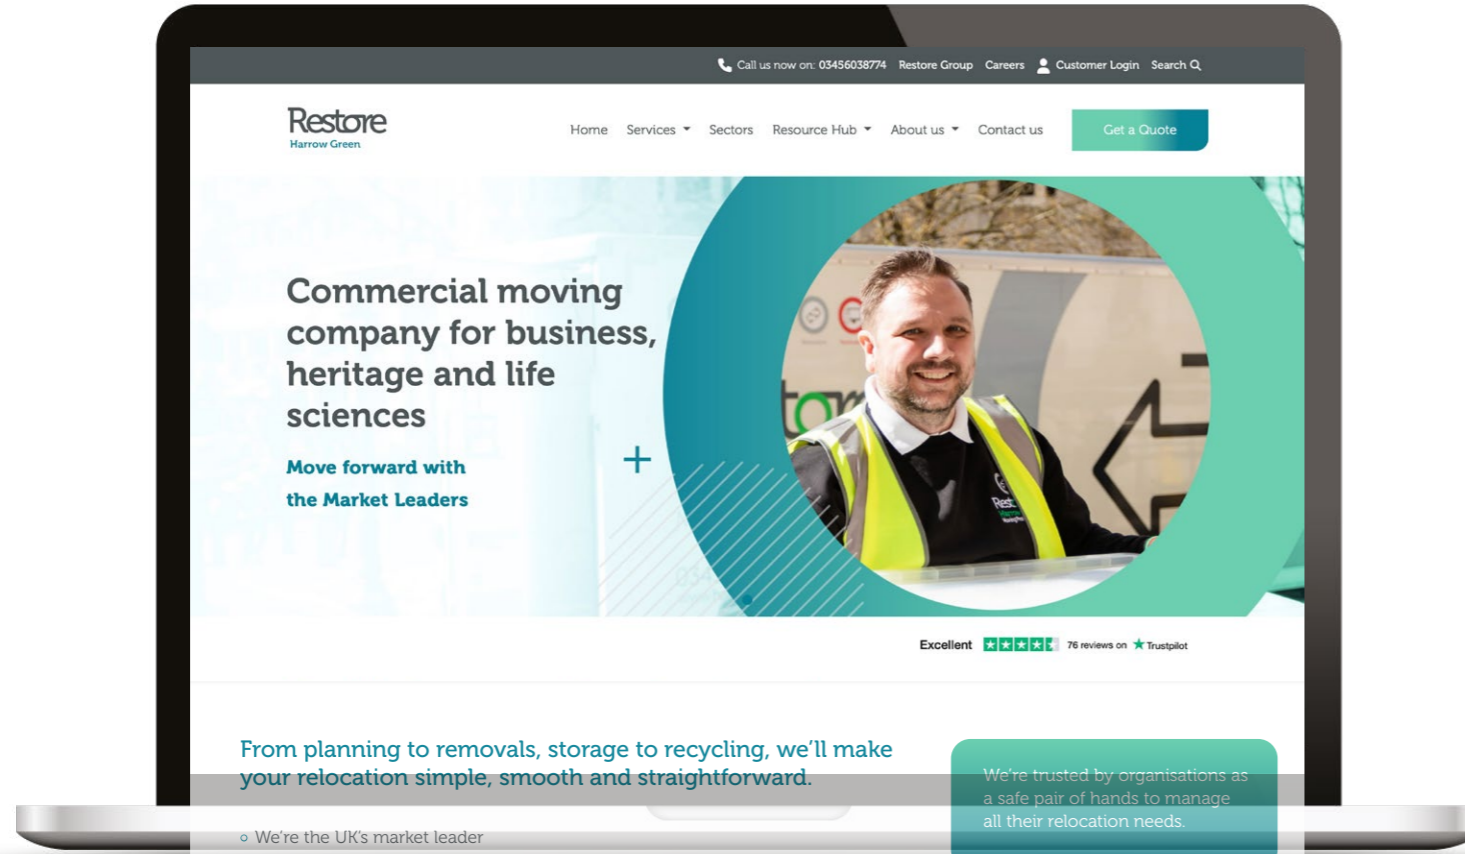 Call us now on: 03456038774 Restore Group Careers Customer Login Search
Restore
Harrow Green
Home Services Sectors Resource Hub About us Contact us Get a Quote
Commercial moving
company for business,
heritage and life
sciences
Move forward with
the Market Leaders
Excellent 76 reviews on Trustpilot
From planning to removals, storage to recycling, we’ll make
your relocation simple, smooth and straightforward.
We’re the UK’s market leader
We’re trusted by organisations as
a safe pair of hands to manage
all their relocation needs.